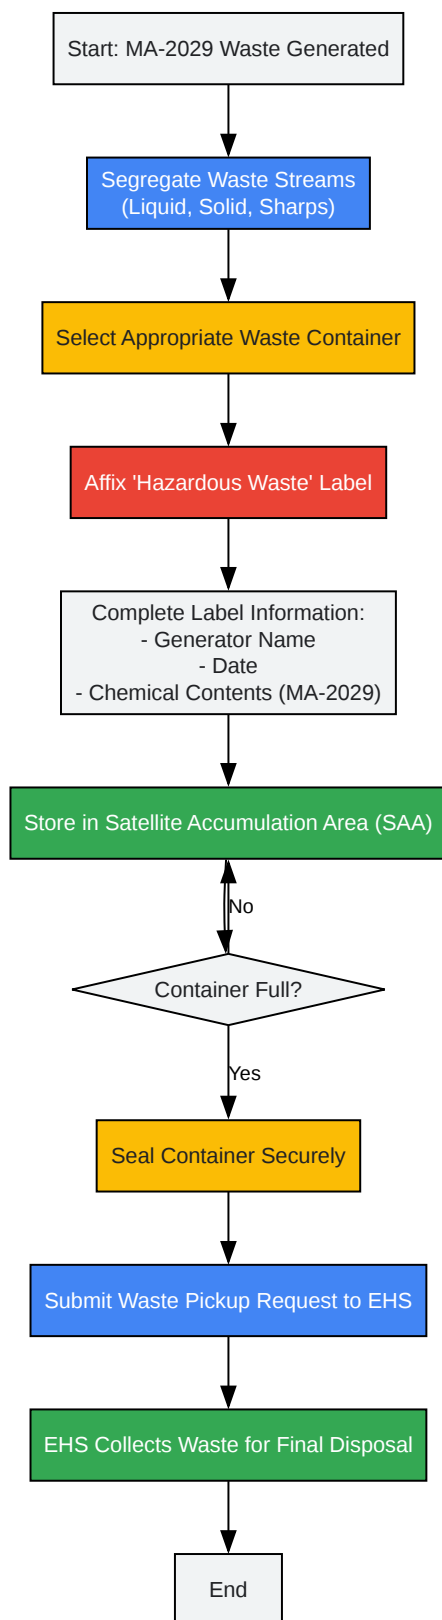 Start: MA-2029 Waste Generated
Segregate Waste Streams
(Liquid, Solid, Sharps)
Select Appropriate Waste Container
Affix 'Hazardous Waste' Label
Complete Label Information:
- Generator Name
- Date
- Chemical Contents (MA-2029)
Store in Satellite Accumulation Area (SAA)
No
Container Full?
Yes
Seal Container Securely
Submit Waste Pickup Request to EHS
EHS Collects Waste for Final Disposal
End